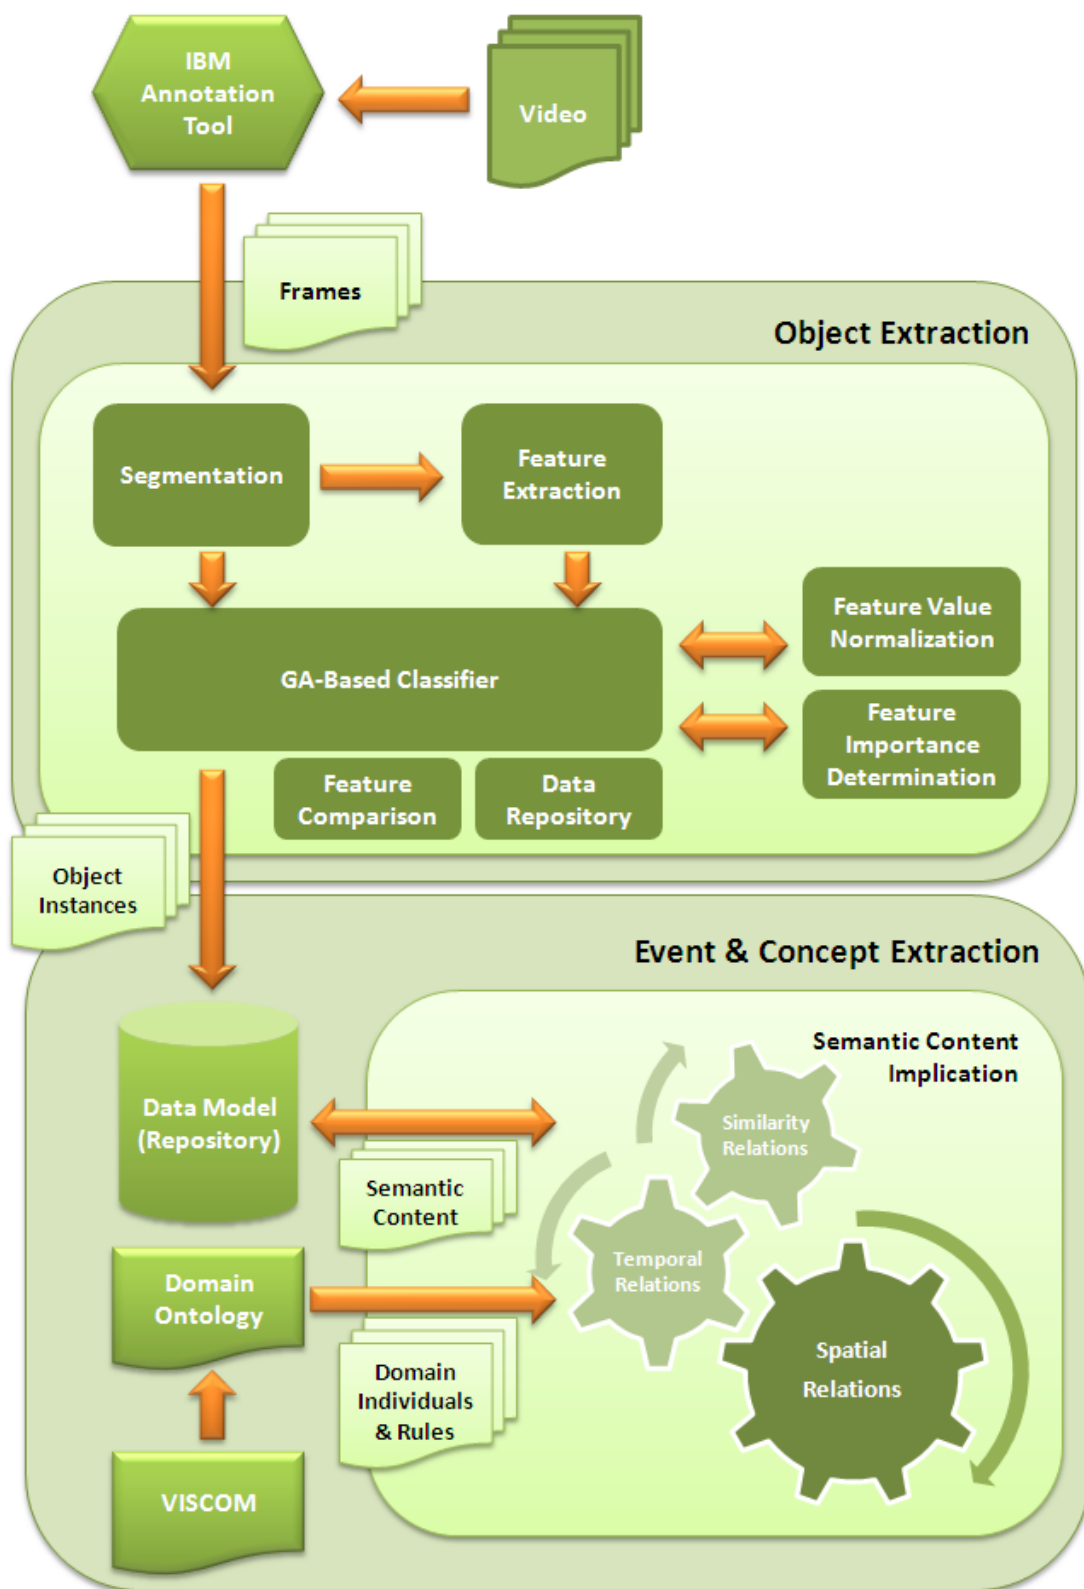 IBM
Annotation
Tool
Video
Frames
Object Extraction
Segmentation
Feature
Extraction
Feature Value
Normalization
GA-Based Classifier
Feature
Importance
Determination
Feature
Comparison
Data
Repository
Object
Instances
Event & Concept Extraction
Semantic Content
Implication
Data Model
(Repository)
Similarity
Relations
Semantic
Content
Temporal
Relations
Domain
Ontology
Spatial
Relations
Domain
Individuals
& Rules
VISCOM